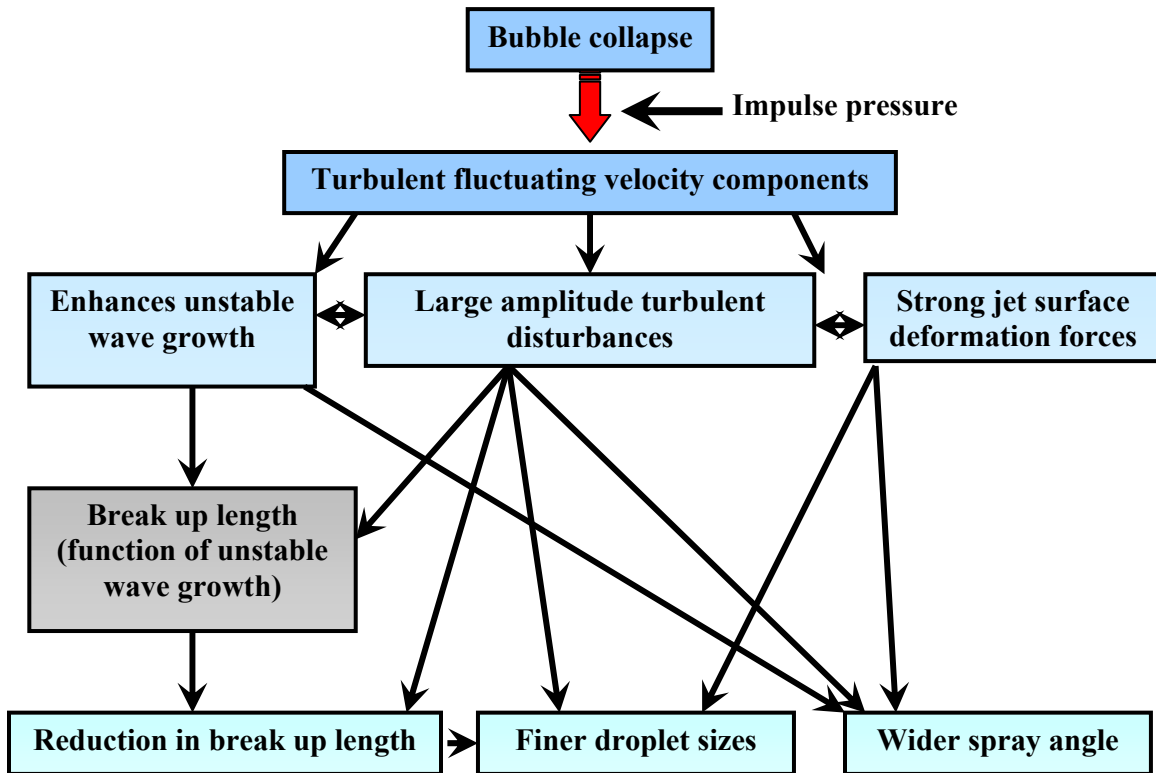 Bubble collapse
Impulse pressure
Turbulent fluctuating velocity components
Enhances unstable
wave growth
Large amplitude turbulent
disturbances
Strong jet surface
deformation forces
Break up length
(function of unstable
wave growth)
Reduction in break up length
Finer droplet sizes
Wider spray angle